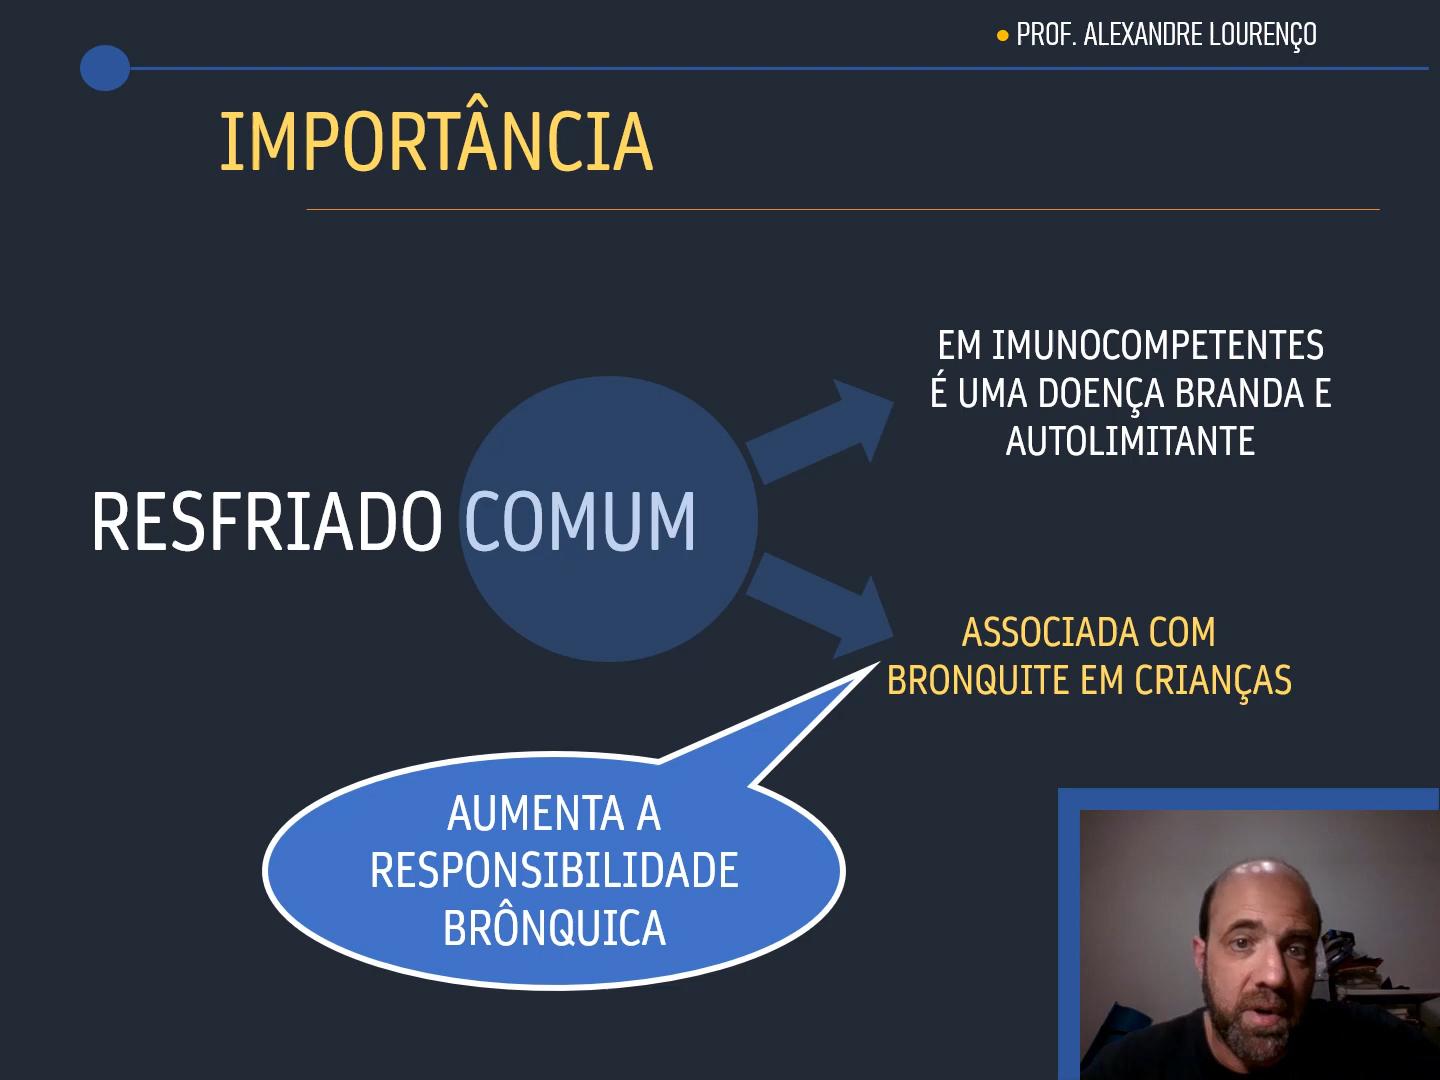 PROF. ALEXANDRE LOURENÇO
IMPORTÂNCIA
EM IMUNOCOMPETENTES
É UMA DOENÇA BRANDA E
AUTOLIMITANTE
RESFRIADO COMUM
ASSOCIADA COM
BRONQUITE EM CRIANÇAS
AUMENTA A
RESPONSIBILIDADE
BRÔNQUICA